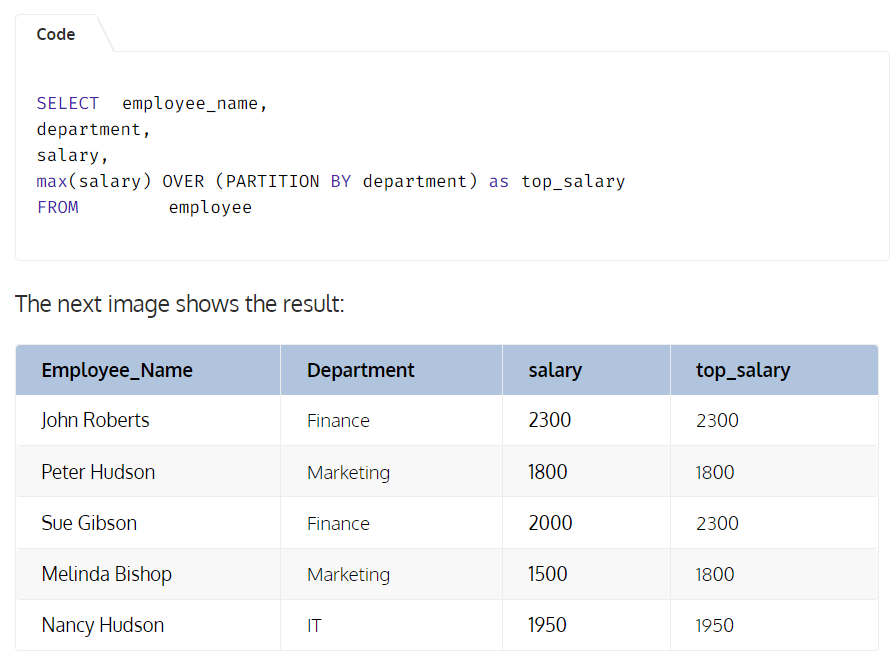 Code
SELECT employee_name,
department,
salary,
max(salary) OVER (PARTITION BY department) as top_salary
FROM employee
The next image shows the result:
Employee_Name Department salary top_salary
John Roberts Finance 2300 2300
Peter Hudson Marketing 1800 1800
Sue Gibson Finance 2000 2300
Melinda Bishop Marketing 1500 1800
Nancy Hudson IT 1950 1950